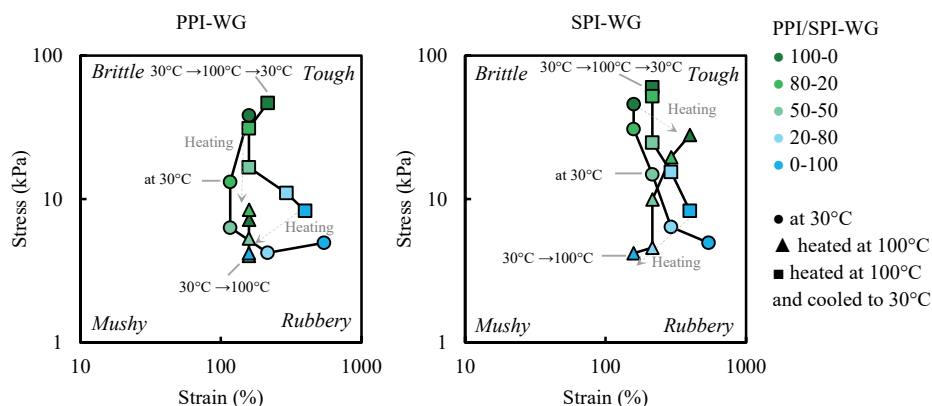 PPI-WG
SPI-WG
PPI/SPI-WG
100
Brittle
30°C →100°C →30°C
Tough
Heating
at 30°C
10
Heating
30°C →100°C
Mushy
Rubbery
1
10
100
1000
Stress (kPa)
Strain (%)
100
Brittle
30°C →100°C →30°C
Tough
Heating
at 30°C
10
30°C →100°C
Heating
Mushy
Rubbery
1
10
100
1000
Stress (kPa)
Strain (%)
100-0
80-20
50-50
20-80
0-100
at 30°C
heated at 100°C
heated at 100°C
and cooled to 30°C